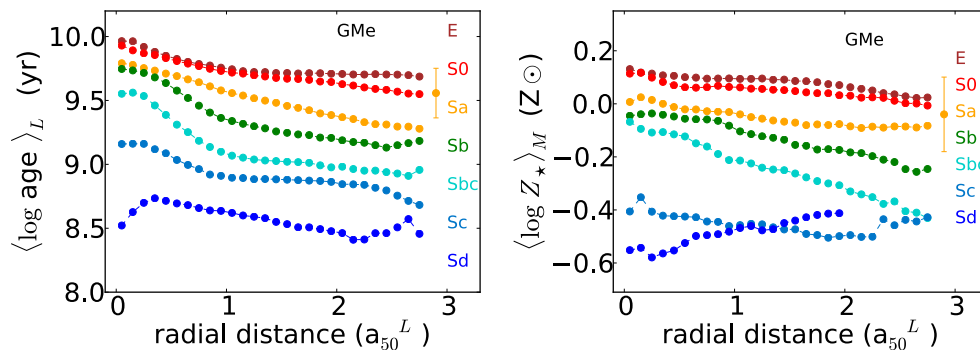 GMe
E
S0
Sa
Sb
Sbc
Sc
Sd
10.0
9.5
9.0
8.5
8.0
0
1
2
3
⟨log age⟩_L (yr)
radial distance (a₅₀ᴸ)
GMe
E
S0
Sa
Sb
Sbc
Sc
Sd
0.2
0.0
−0.2
−0.4
−0.6
0
1
2
3
⟨log Z⋆⟩_M (Z⊙)
radial distance (a₅₀ᴸ)